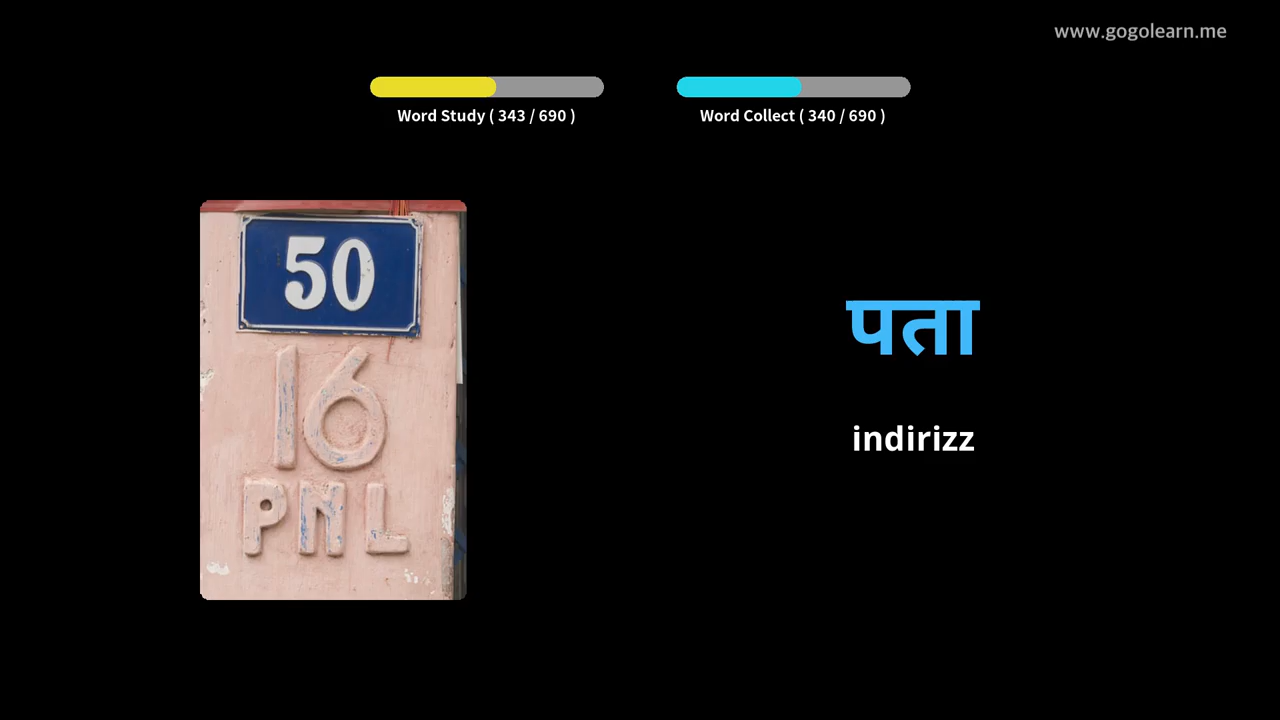 www.gogolearn.me
Word Study ( 343 / 690 )
Word Collect ( 340 / 690 )
50
16
PNL
पता
indirizz